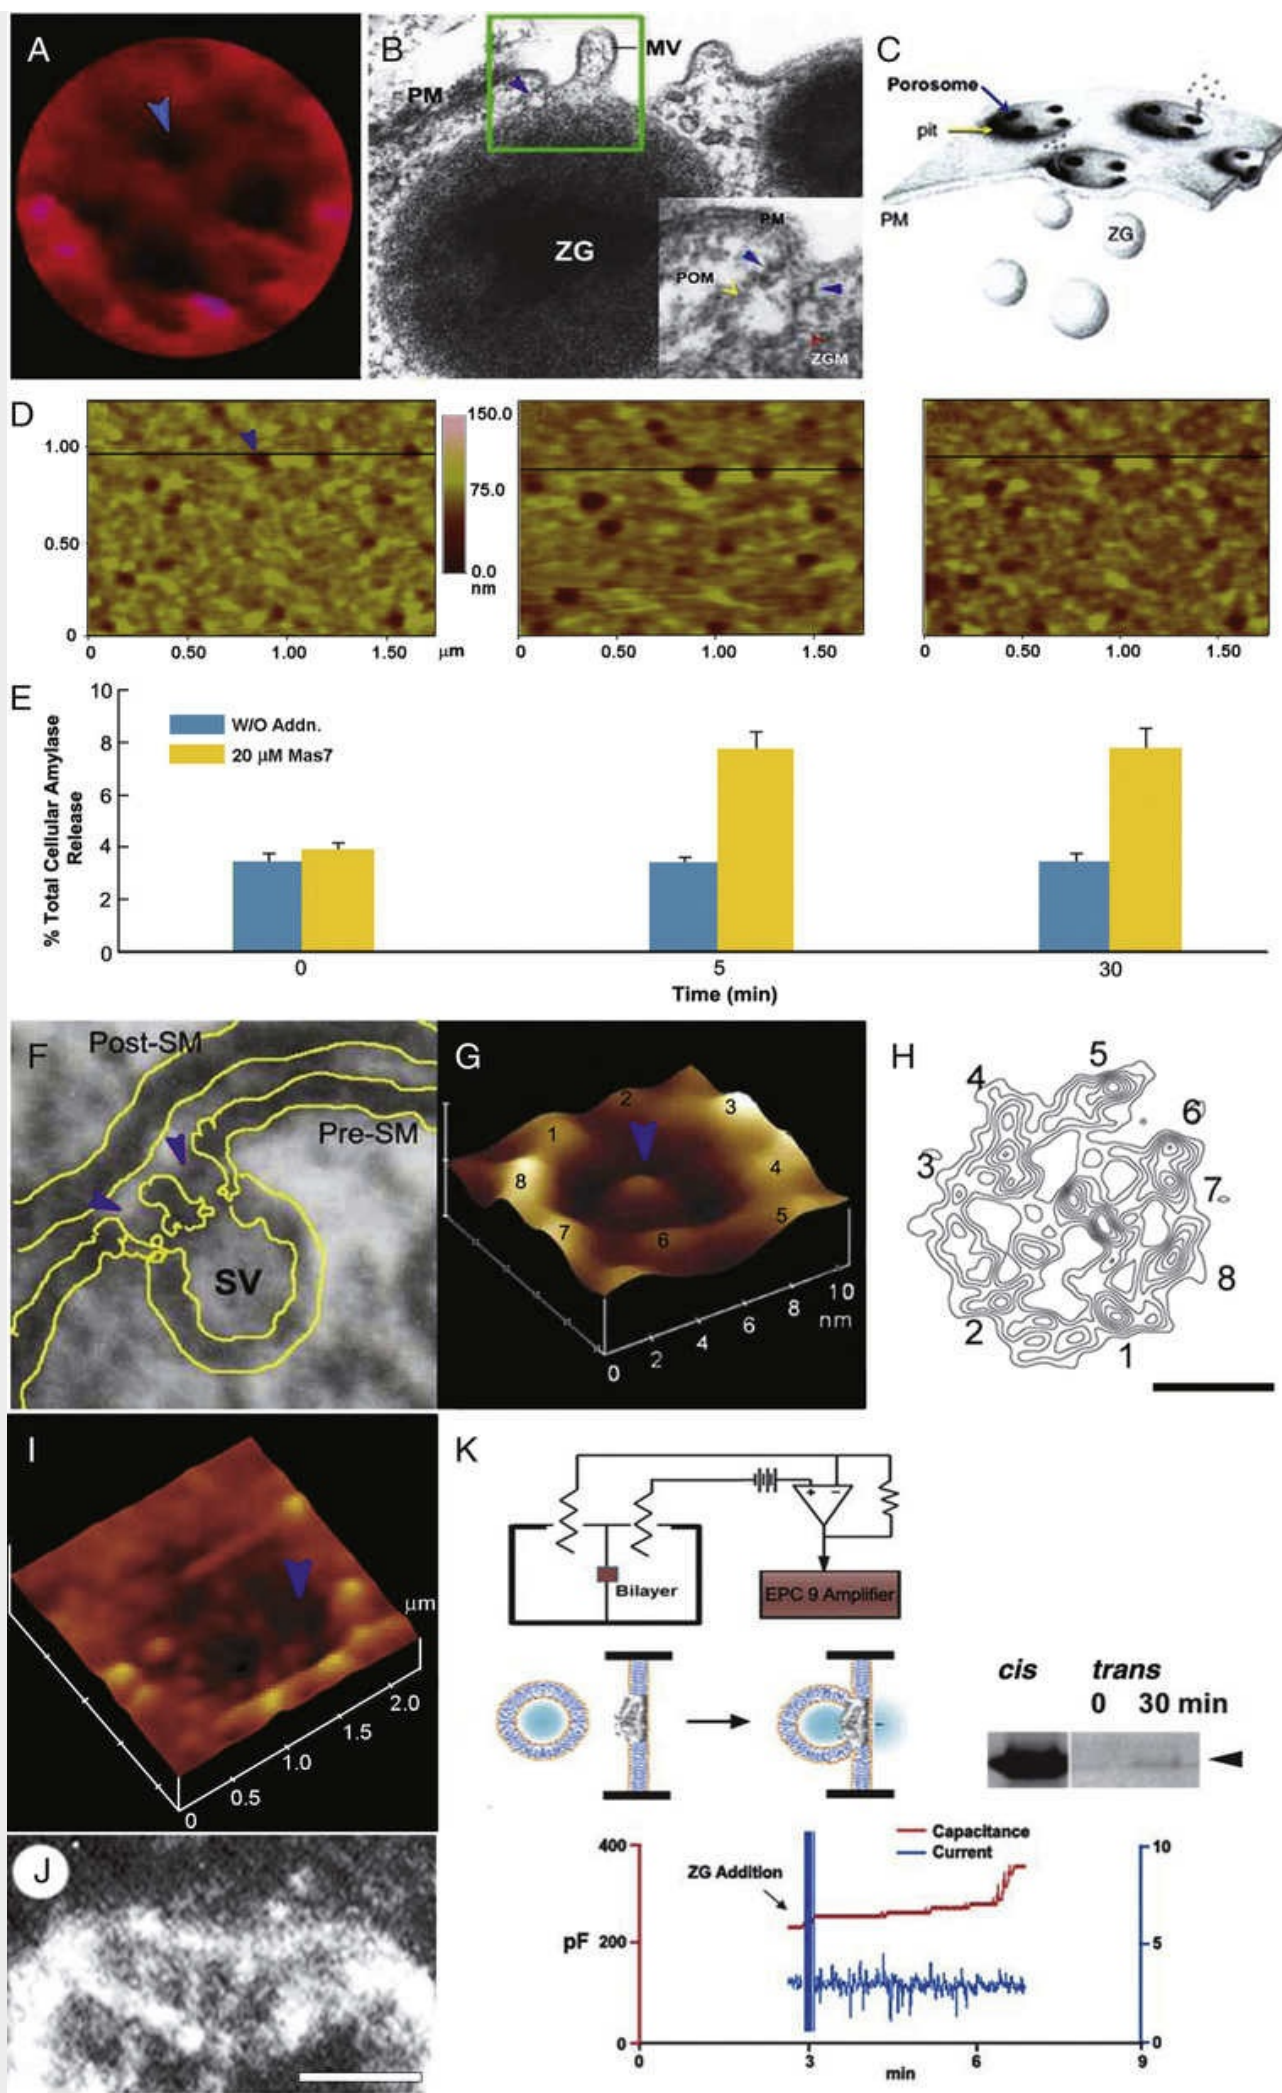 A
B
MV
PM
ZG
PM
POM
ZGM
C
Porosome
pit
PM
ZG
D
1.00
0.50
0
0 0.50 1.00 1.50 μm
150.0
75.0
0.0
nm
0 0.50 1.00 1.50
0 0.50 1.00 1.50
E
% Total Cellular Amylase
Release
10
8
6
4
2
0
W/O Addn.
20 μM Mas7
0 5 30
Time (min)
F
Post-SM
Pre-SM
SV
G
1 2 3 4 5 6 7 8
0 2 4 6 8 10
nm
H
5
4
6
3
7
8
2
1
I
μm
0 0.5 1.0 1.5 2.0
J
K
+ -
Bilayer
EPC 9 Amplifier
cis trans
0 30 min
Capacitance
Current
ZG Addition
pF
400
200
0
10
5
0
0 3 6 9
min